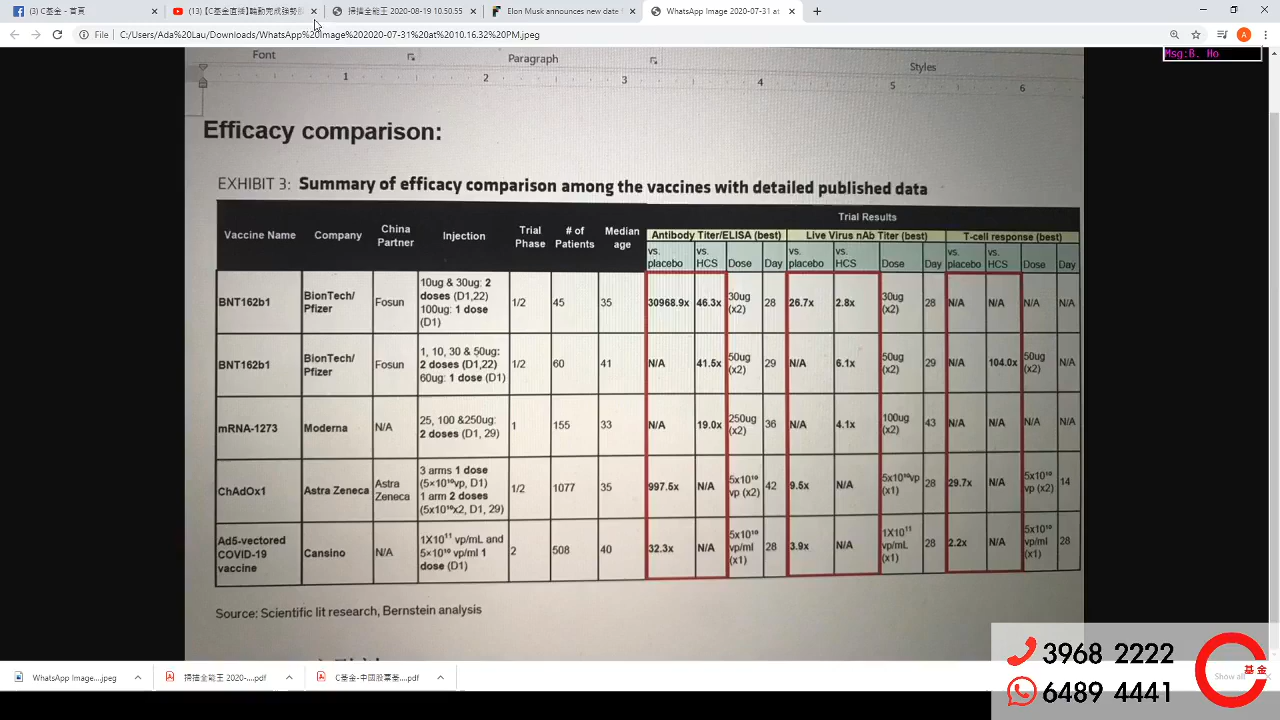 (3) C基金 - 首頁
Elon Musk announces new date f
掃描全能王 2020-08-19 10.50.55
WhatsApp Image 2020-07-31 at
File | C:/Users/Ada%20Lau/Downloads/WhatsApp%20Image%202020-07-31%20at%2010.16.32%20PM.jpeg
Msg:B. Ho
Font Paragraph Styles
1 2 3 4 5 6
Efficacy comparison:
EXHIBIT 3: Summary of efficacy comparison among the vaccines with detailed published data
Trial Results
Vaccine Name Company China Partner Injection Trial Phase # of Patients Median age Antibody Titer/ELISA (best) Live Virus nAb Titer (best) T-cell response (best)
vs. placebo vs. HCS Dose Day vs. placebo vs. HCS Dose Day vs. placebo vs. HCS Dose Day
BNT162b1 BionTech/ Pfizer Fosun 10ug & 30ug: 2 doses (D1,22) 100ug: 1 dose (D1) 1/2 45 35 30968.9x 46.3x 30ug (x2) 28 26.7x 2.8x 30ug (x2) 28 N/A N/A N/A N/A
BNT162b1 BionTech/ Pfizer Fosun 1, 10, 30 & 50ug: 2 doses (D1,22) 60ug: 1 dose (D1) 1/2 60 41 N/A 41.5x 50ug (x2) 29 N/A 6.1x 50ug (x2) 29 N/A 104.0x 50ug (x2) N/A
mRNA-1273 Moderna N/A 25, 100 &250ug: 2 doses (D1, 29) 1 155 33 N/A 19.0x 250ug (x2) 36 N/A 4.1x 100ug (x2) 43 N/A N/A N/A N/A
ChAdOx1 Astra Zeneca Astra Zeneca 3 arms 1 dose (5×10¹⁰vp, D1) 1 arm 2 doses (5x10¹⁰x2, D1, 29) 1/2 1077 35 997.5x N/A 5x10¹⁰ vp (x2) 42 9.5x N/A 5x10¹⁰vp (x1) 28 29.7x N/A 5x10¹⁰ vp (x2) 14
Ad5-vectored COVID-19 vaccine Cansino N/A 1X10¹¹ vp/mL and 5×10¹⁰ vp/ml 1 dose (D1) 2 508 40 32.3x N/A 5x10¹⁰ vp/ml (x1) 28 3.9x N/A 1X10¹¹ vp/mL (x1) 28 2.2x N/A 5x10¹⁰ vp/ml (x1) 28
Source: Scientific lit research, Bernstein analysis
WhatsApp Image....jpeg
掃描全能王 2020-....pdf
C基金-中國股票荟....pdf
Show all
3968 2222
6489 4441
基金